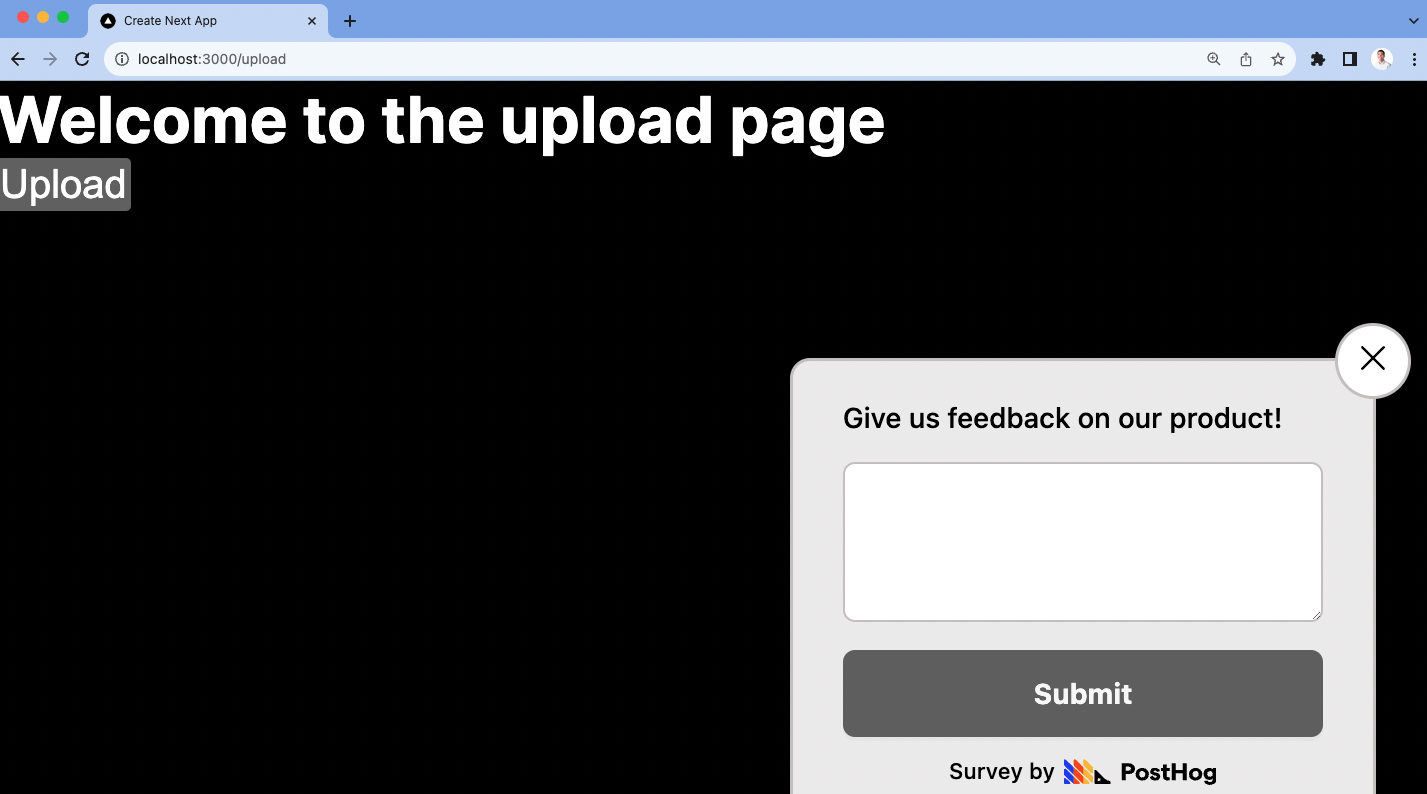 Create Next App
localhost:3000/upload
Welcome to the upload page
Upload
Give us feedback on our product!
Submit
Survey by PostHog